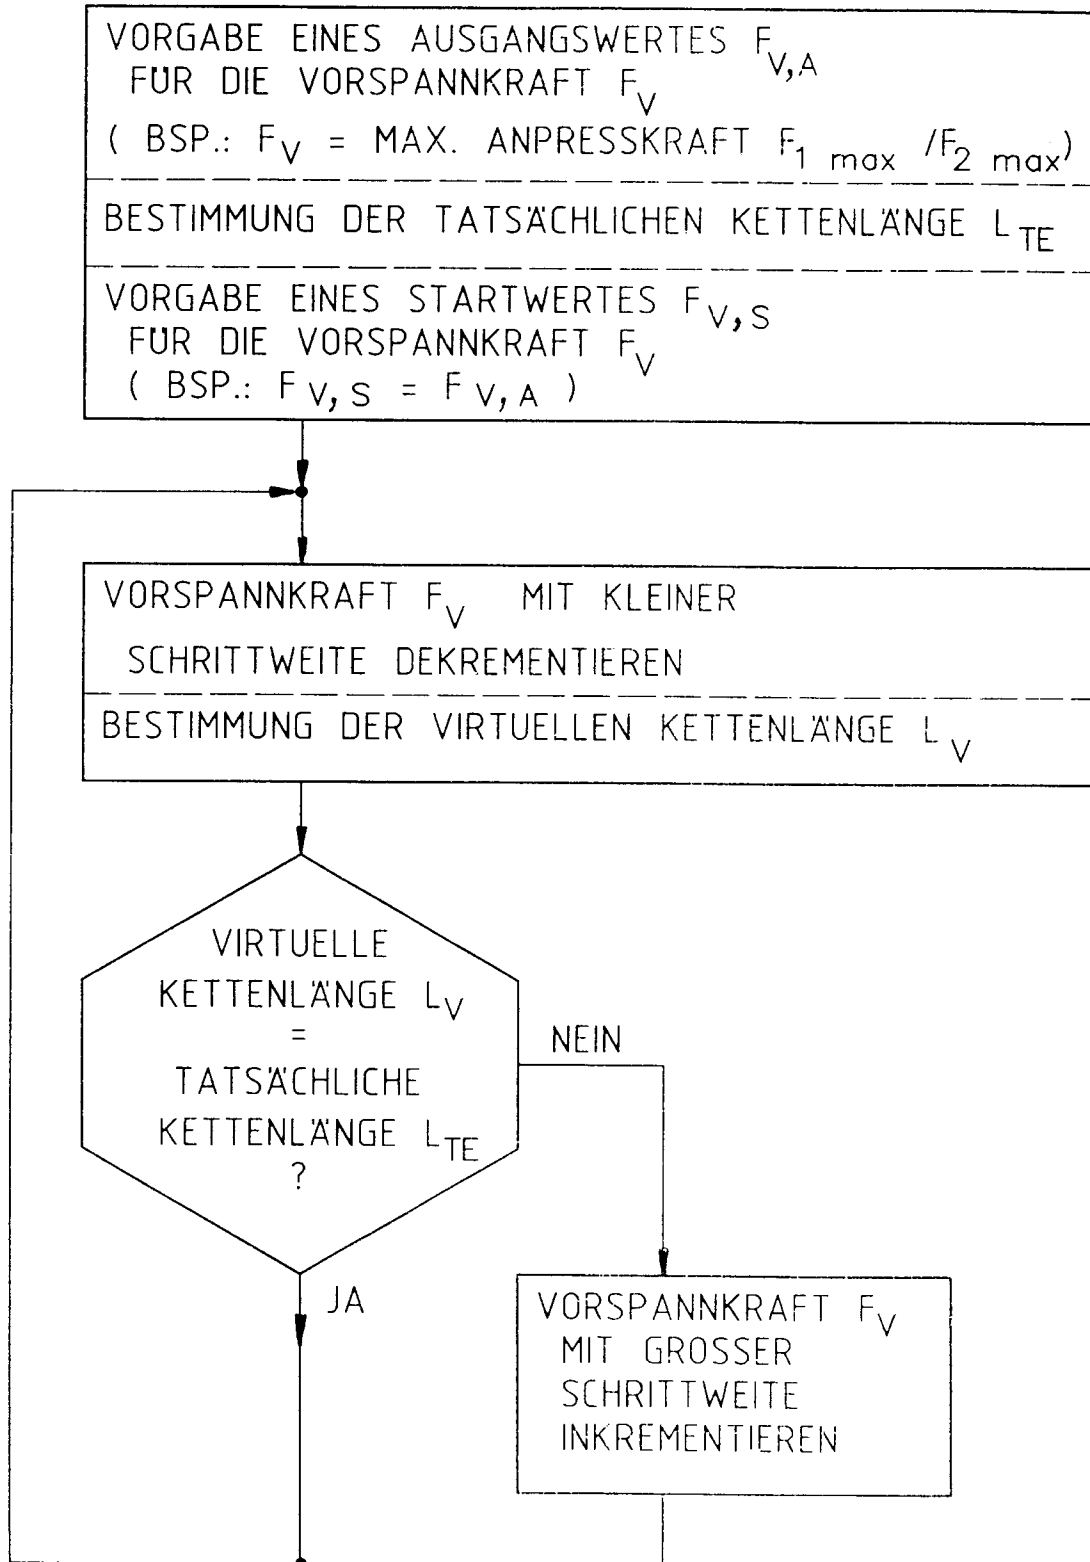 VORGABE EINES AUSGANGSWERTES F V,A
FÜR DIE VORSPANNKRAFT F V
( BSP.: F V = MAX. ANPRESSKRAFT F 1 max / F 2 max )
BESTIMMUNG DER TATSÄCHLICHEN KETTENLÄNGE L TE
VORGABE EINES STARTWERTES F V,S
FÜR DIE VORSPANNKRAFT F V
( BSP.: F V,S = F V,A )
VORSPANNKRAFT F V MIT KLEINER
SCHRITTWEITE DEKREMENTIEREN
BESTIMMUNG DER VIRTUELLEN KETTENLÄNGE L V
VIRTUELLE
KETTENLÄNGE L V
=
TATSÄCHLICHE
KETTENLÄNGE L TE
?
NEIN
JA
VORSPANNKRAFT F V
MIT GROSSER
SCHRITTWEITE
INKREMENTIEREN